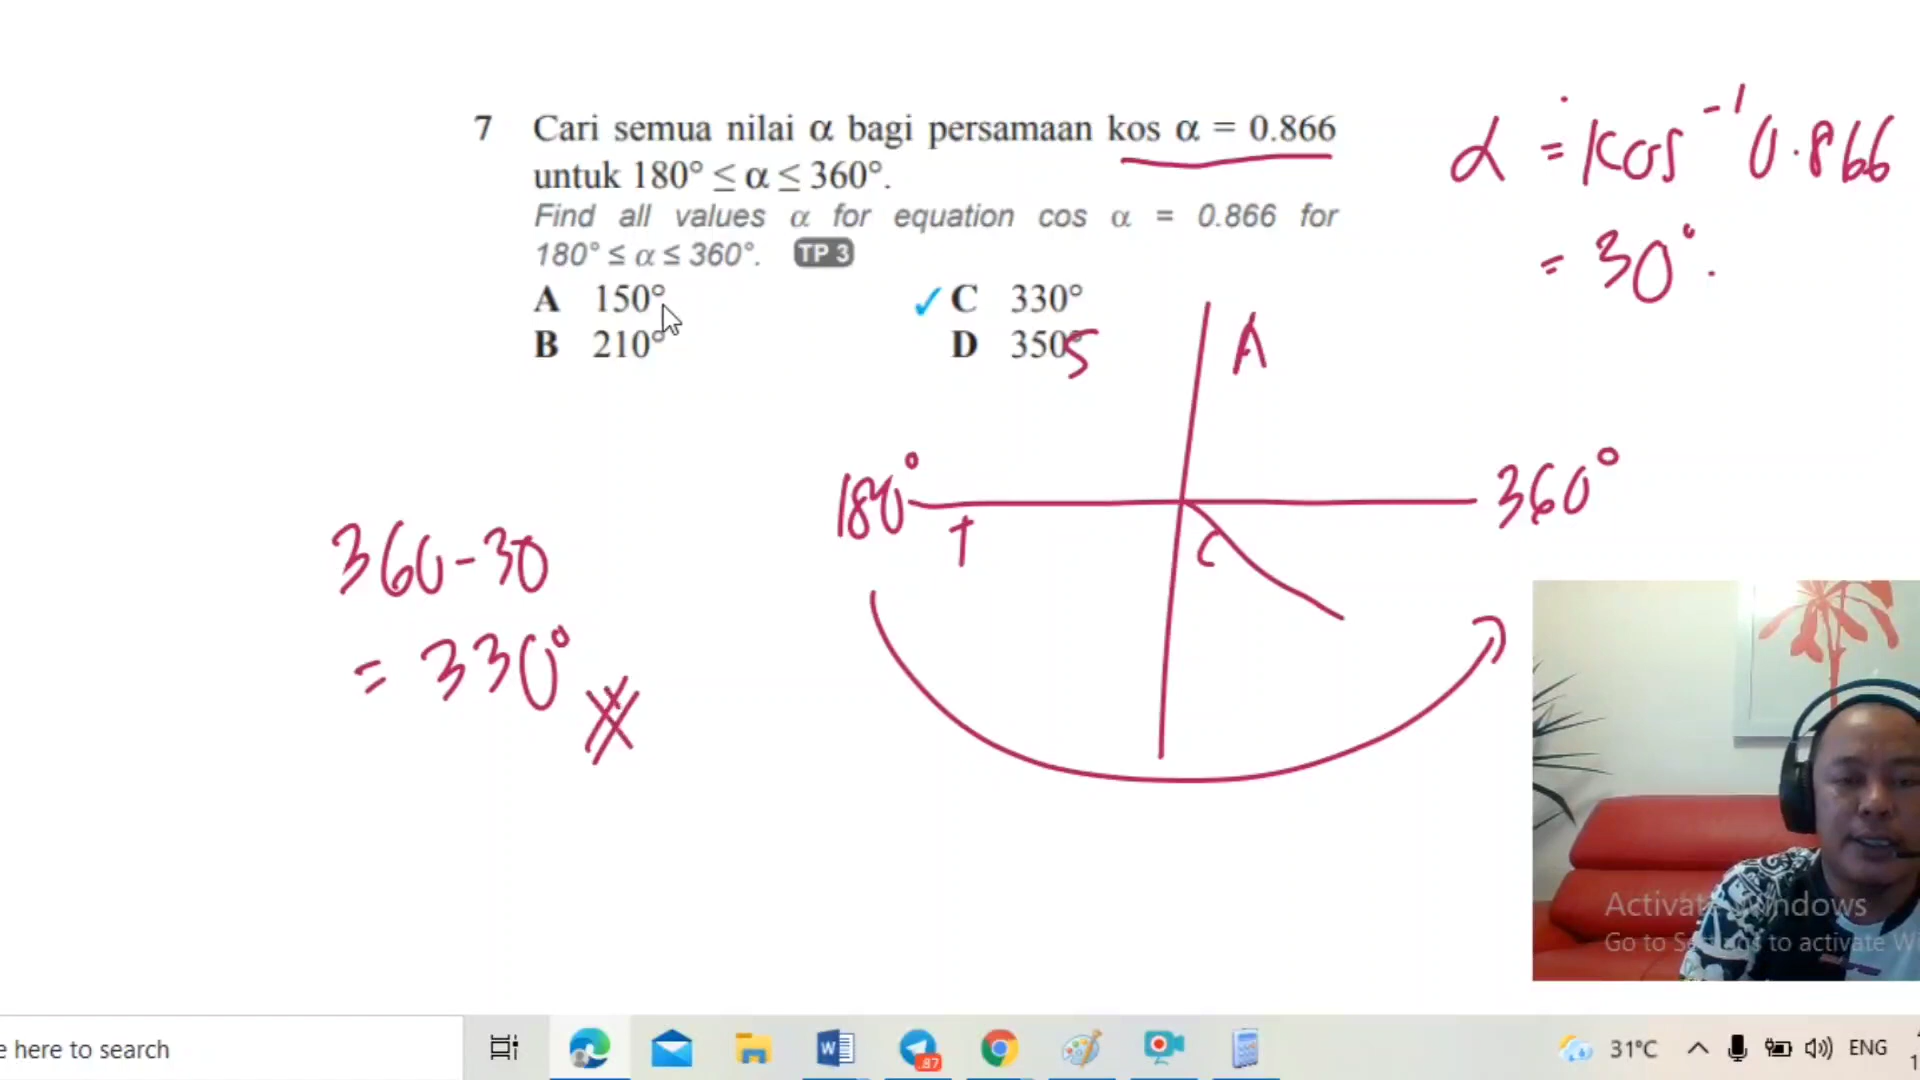 7 Cari semua nilai α bagi persamaan kos α = 0.866
untuk 180° ≤ α ≤ 360°.
Find all values α for equation cos α = 0.866 for
180° ≤ α ≤ 360°. TP 3
A 150°
✓ C 330°
B 210°
D 350°
α = kos⁻¹ 0.866
= 30°.
S
A
180°
T
C
360°
360-30
= 330°
Activate Windows
Go to Settings to activate Wi
e here to search
87
31°C
ENG